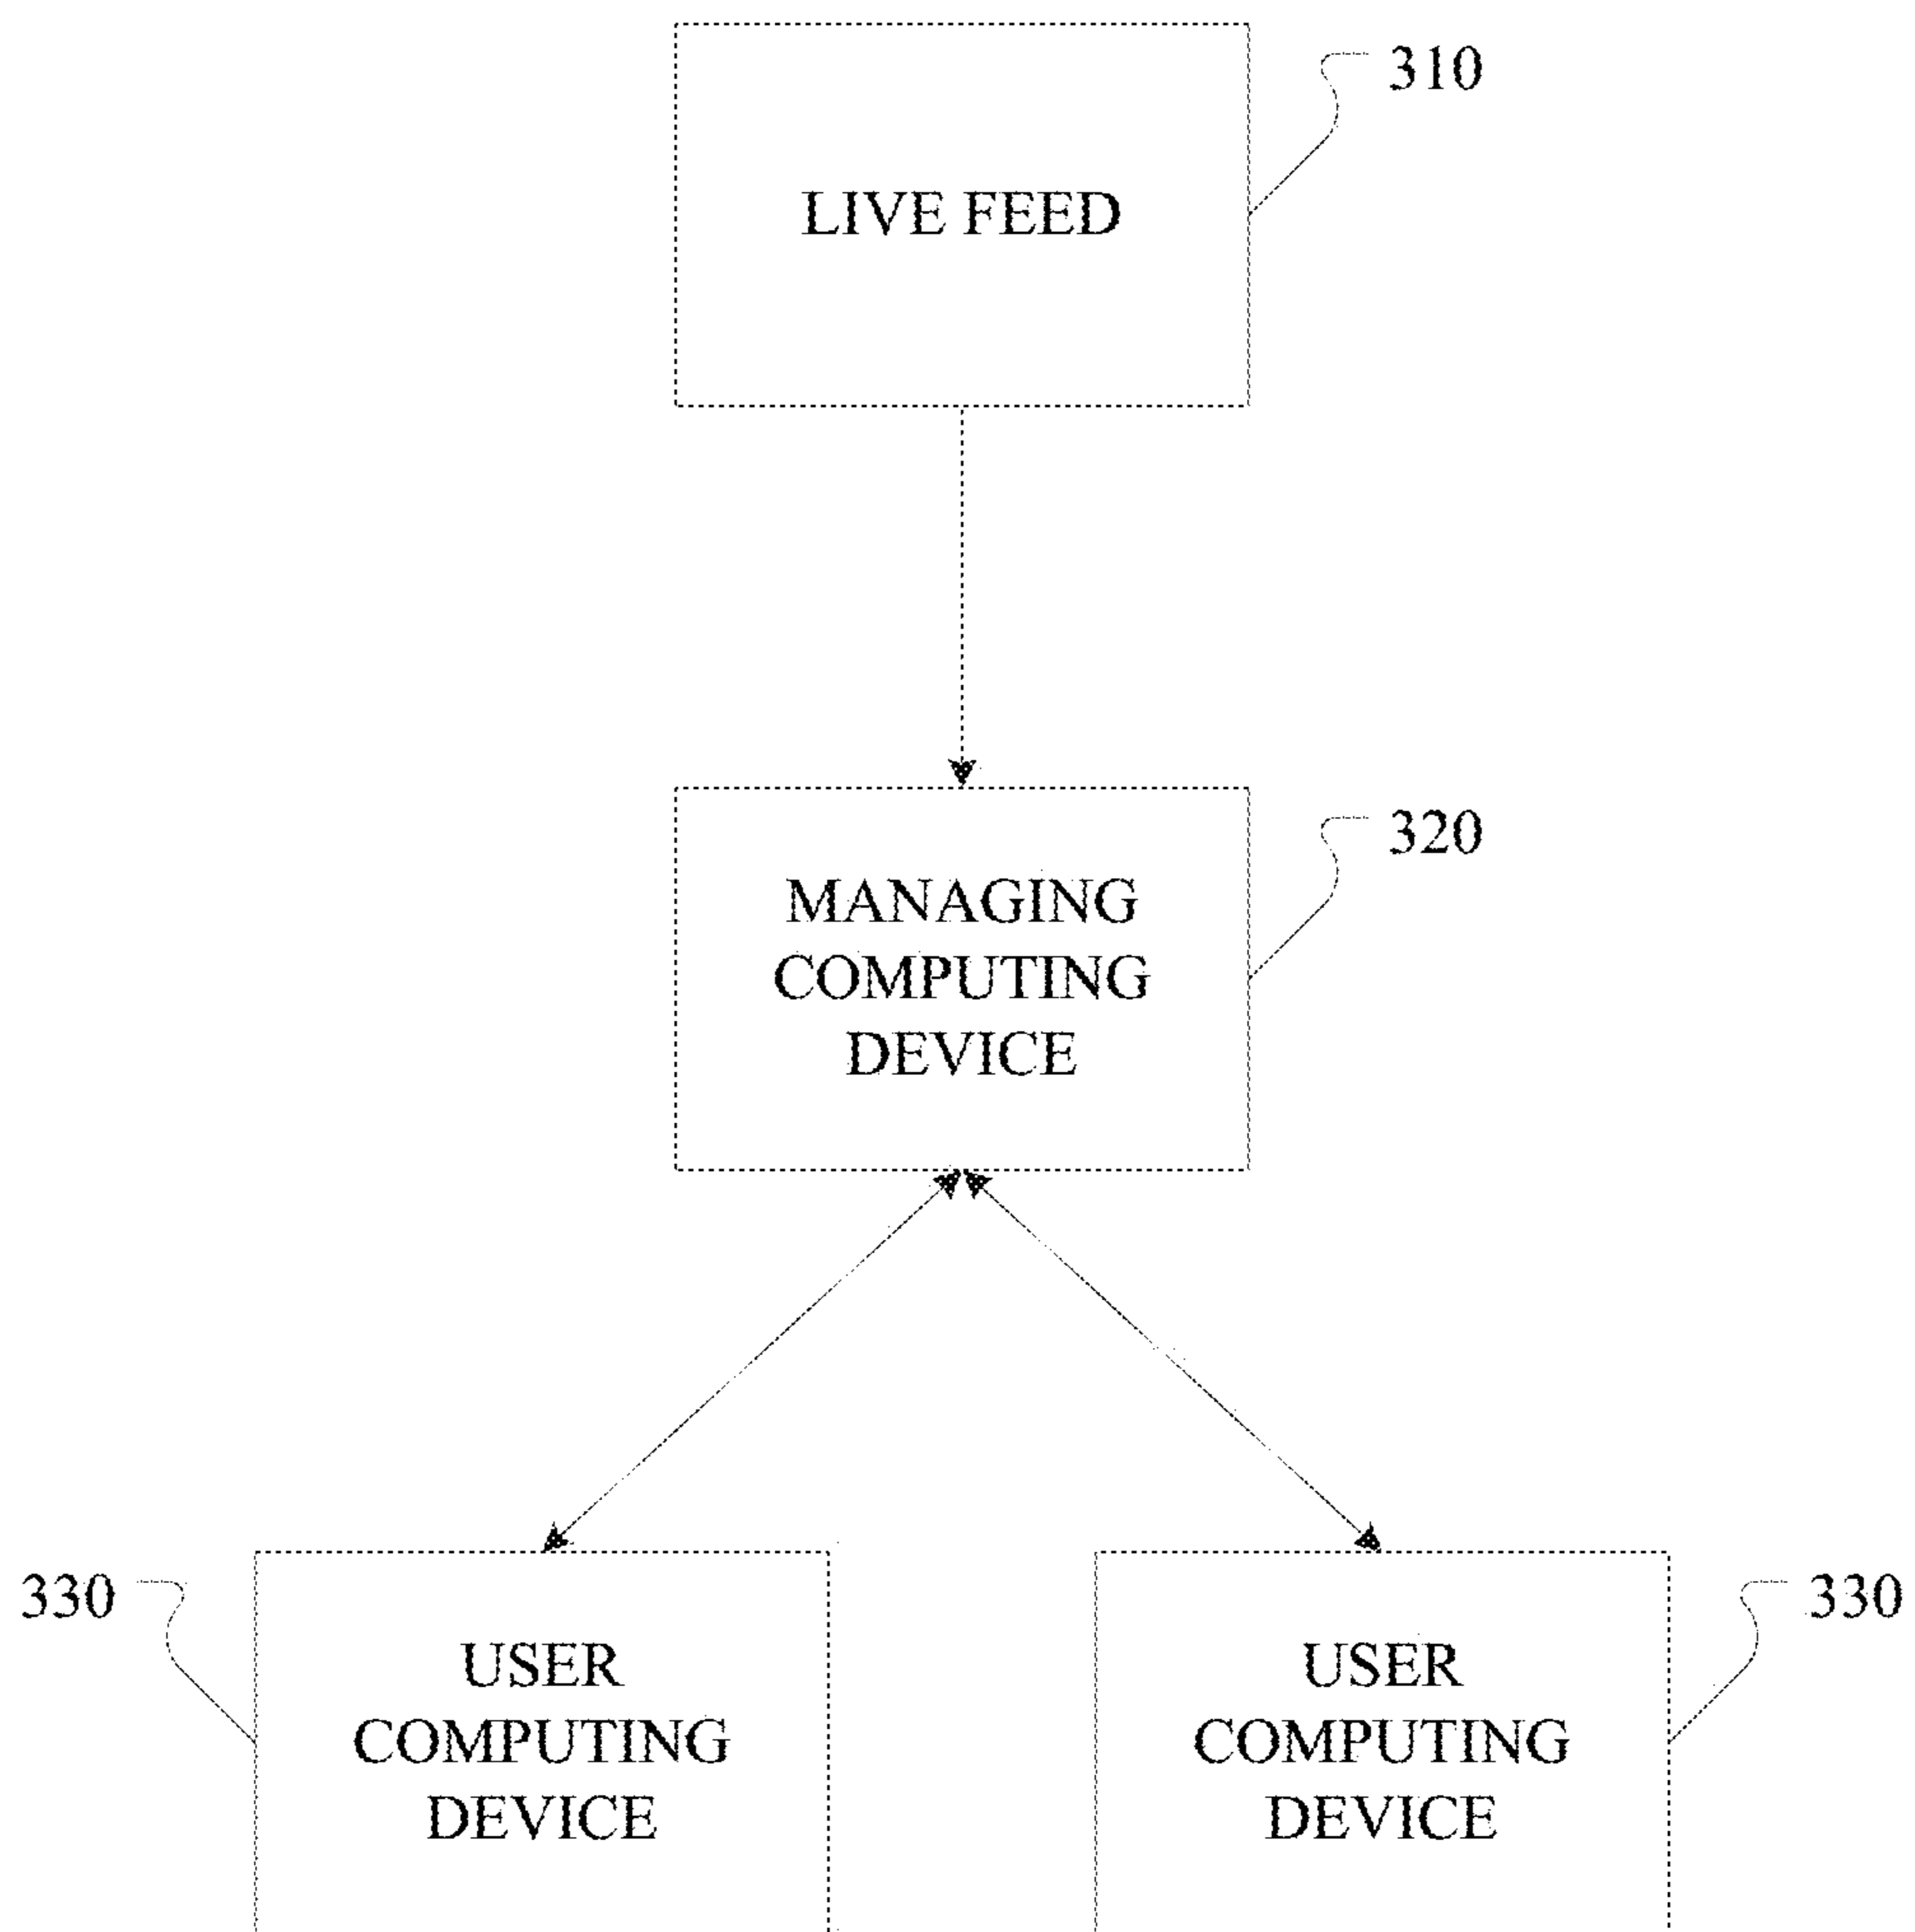 310
LIVE FEED
320
MANAGING
COMPUTING
DEVICE
330
330
USER
COMPUTING
DEVICE
USER
COMPUTING
DEVICE